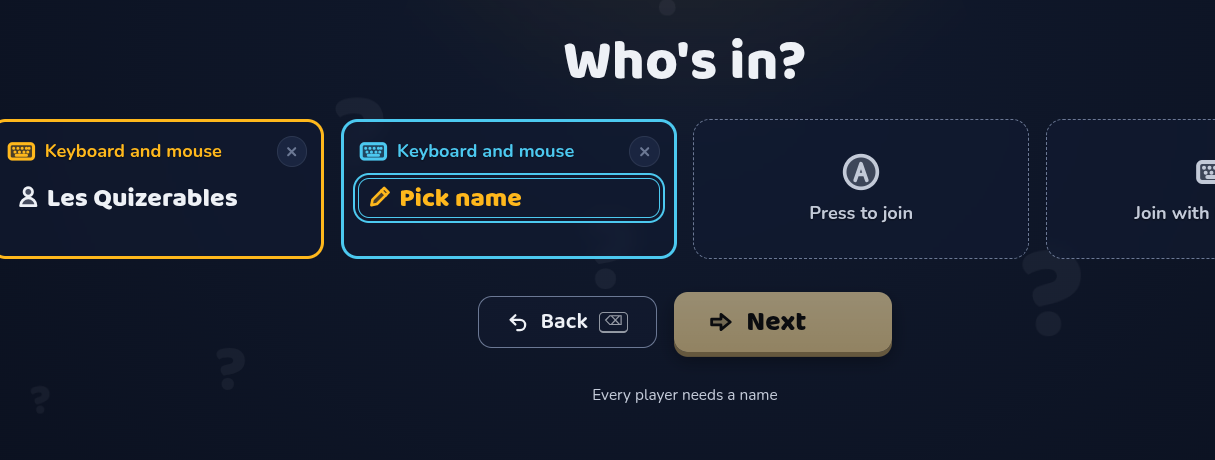 Who's in?
Keyboard and mouse
Les Quizerables
Keyboard and mouse
Pick name
A
Press to join
Join with
Back
Next
Every player needs a name